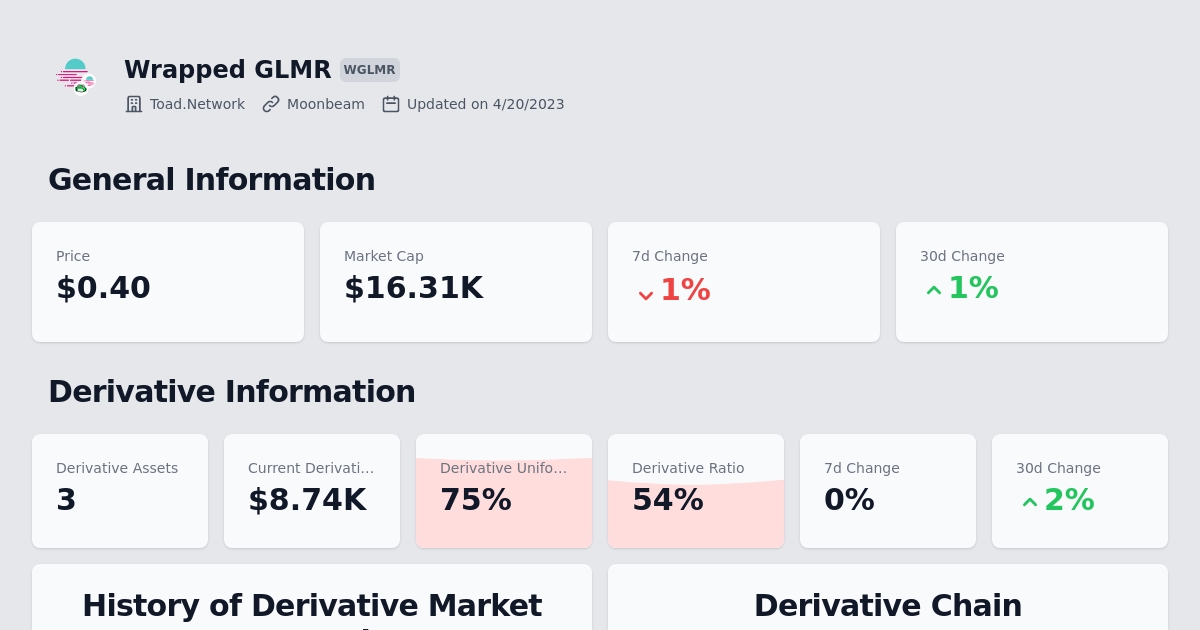 Wrapped GLMR WGLMR
Toad.Network Moonbeam Updated on 4/20/2023
General Information
Price
$0.40
Market Cap
$16.31K
7d Change
1%
30d Change
1%
Derivative Information
Derivative Assets
3
Current Derivati...
$8.74K
Derivative Unifo...
75%
Derivative Ratio
54%
7d Change
0%
30d Change
2%
History of Derivative Market
Derivative Chain